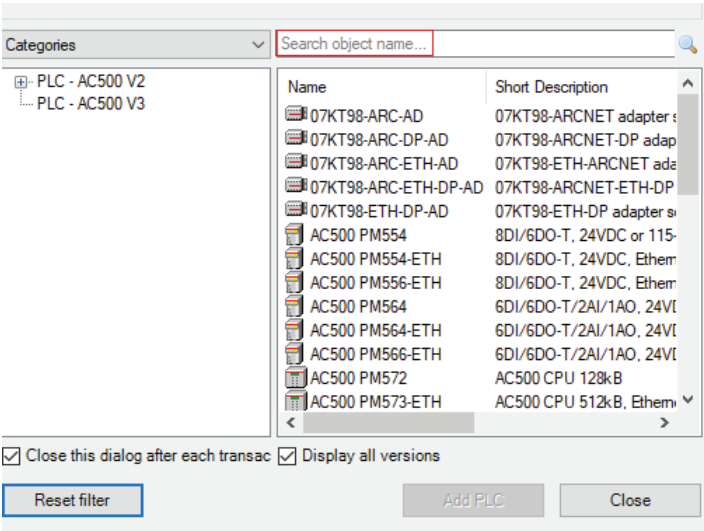 Categories
Search object name...
PLC - AC500 V2
PLC - AC500 V3
Name Short Description
07KT98-ARC-AD 07KT98-ARCNET adapter s
07KT98-ARC-DP-AD 07KT98-ARCNET-DP adap
07KT98-ARC-ETH-AD 07KT98-ETH-ARCNET ada
07KT98-ARC-ETH-DP-AD 07KT98-ARCNET-ETH-DP
07KT98-ETH-DP-AD 07KT98-ETH-DP adapter s
AC500 PM554 8DI/6DO-T, 24VDC or 115-
AC500 PM554-ETH 8DI/6DO-T, 24VDC, Ethern
AC500 PM556-ETH 8DI/6DO-T, 24VDC, Ethern
AC500 PM564 6DI/6DO-T/2AI/1AO, 24VD
AC500 PM564-ETH 6DI/6DO-T/2AI/1AO, 24VD
AC500 PM566-ETH 6DI/6DO-T/2AI/1AO, 24VD
AC500 PM572 AC500 CPU 128kB
AC500 PM573-ETH AC500 CPU 512kB, Ethern
Close this dialog after each transac Display all versions
Reset filter Add PLC Close